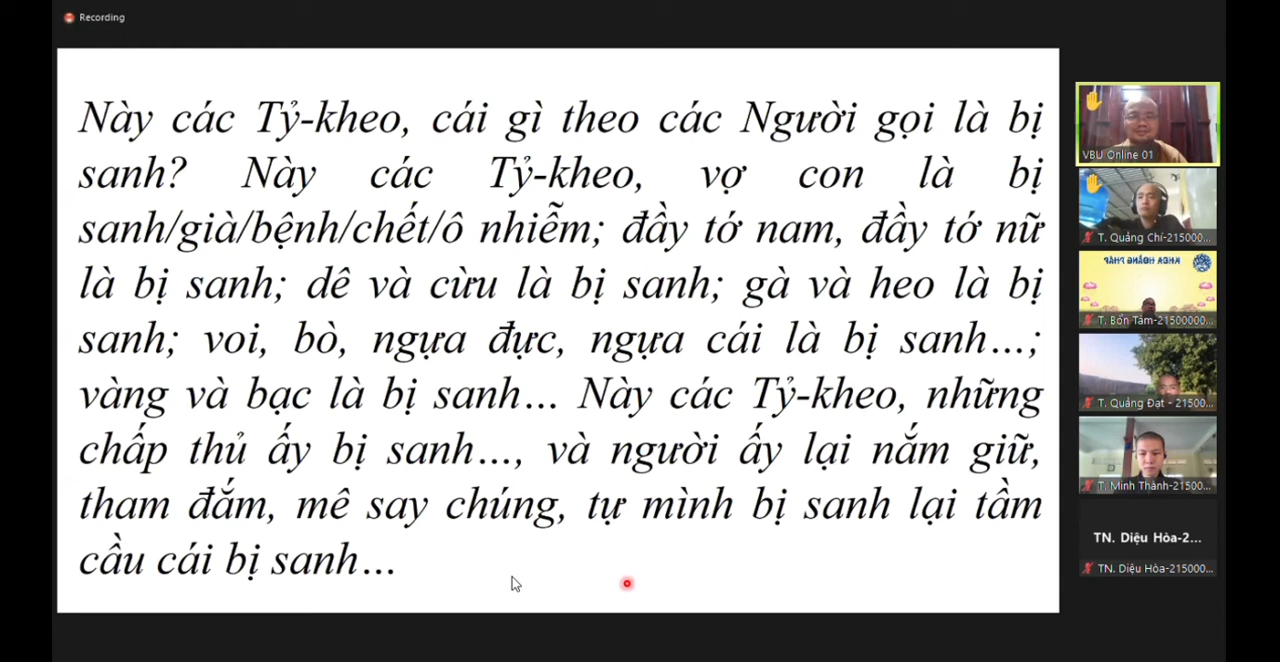 Recording
Này các Tỷ-kheo, cái gì theo các Người gọi là bị
sanh? Này các Tỷ-kheo, vợ con là bị
sanh/già/bệnh/chết/ô nhiễm; đầy tớ nam, đầy tớ nữ
là bị sanh; dê và cừu là bị sanh; gà và heo là bị
sanh; voi, bò, ngựa đực, ngựa cái là bị sanh...;
vàng và bạc là bị sanh... Này các Tỷ-kheo, những
chấp thủ ấy bị sanh..., và người ấy lại nắm giữ,
tham đắm, mê say chúng, tự mình bị sanh lại tầm
cầu cái bị sanh...
VBU Online 01
T. Quảng Chí-215000...
KHOA HOẰNG PHÁP
T. Bổn Tâm-21500000...
T. Quảng Đạt - 21500...
T. Minh Thành-21500...
TN. Diệu Hòa-2...
TN. Diệu Hòa-215000...